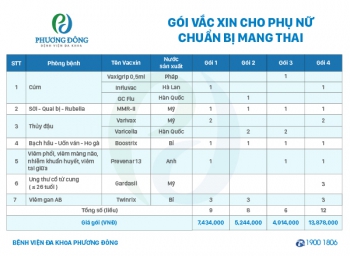 PHƯƠNG ĐÔNG
BỆNH VIỆN ĐA KHOA
GÓI VẮC XIN CHO PHỤ NỮ
CHUẨN BỊ MANG THAI
STT Phòng bệnh Tên Vacxin Nước sản xuất Gói 1 Gói 2 Gói 3 Gói 4
1 Cúm Vaxigrip 0,5ml Pháp 1
Influvac Hà Lan 1 1
GC Flu Hàn Quốc 1
2 Sởi - Quai bị - Rubella MMR-II Mỹ 1 1 1 1
3 Thủy đậu Varivax Mỹ 2 2
Varicella Hàn Quốc 2 2
4 Bạch hầu - Uốn ván - Ho gà Boostrix Bỉ 1 1 1 1
5 Viêm phổi, viêm màng não, nhiễm khuẩn huyết, viêm tai giữa Prevenar 13 Anh 1 1
6 Ung thư cổ tử cung (≤ 26 tuổi) Gardasil Mỹ 3
7 Viêm gan AB Twinrix Bỉ 3 3 3
Tổng số (liều) 9 8 6 12
Giá gói (VNĐ) 7,434,000 5,244,000 4,014,000 13,878,000
BỆNH VIỆN ĐA KHOA PHƯƠNG ĐÔNG
1900 1806